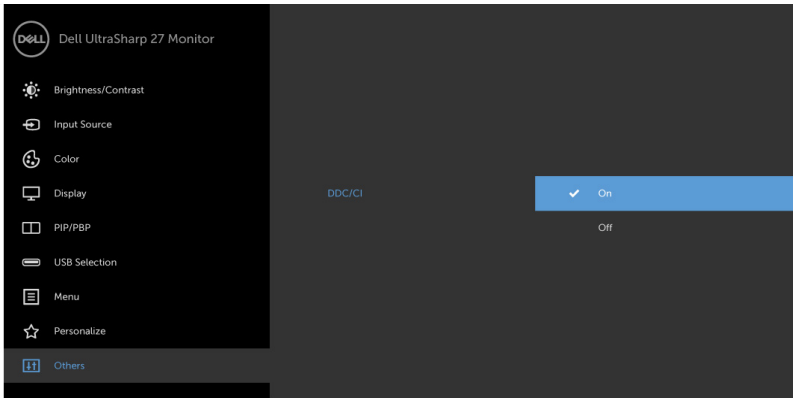 DELL
Dell UltraSharp 27 Monitor
Brightness/Contrast
Input Source
Color
Display
DDC/CI
On
PIP/PBP
Off
USB Selection
Menu
Personalize
Others